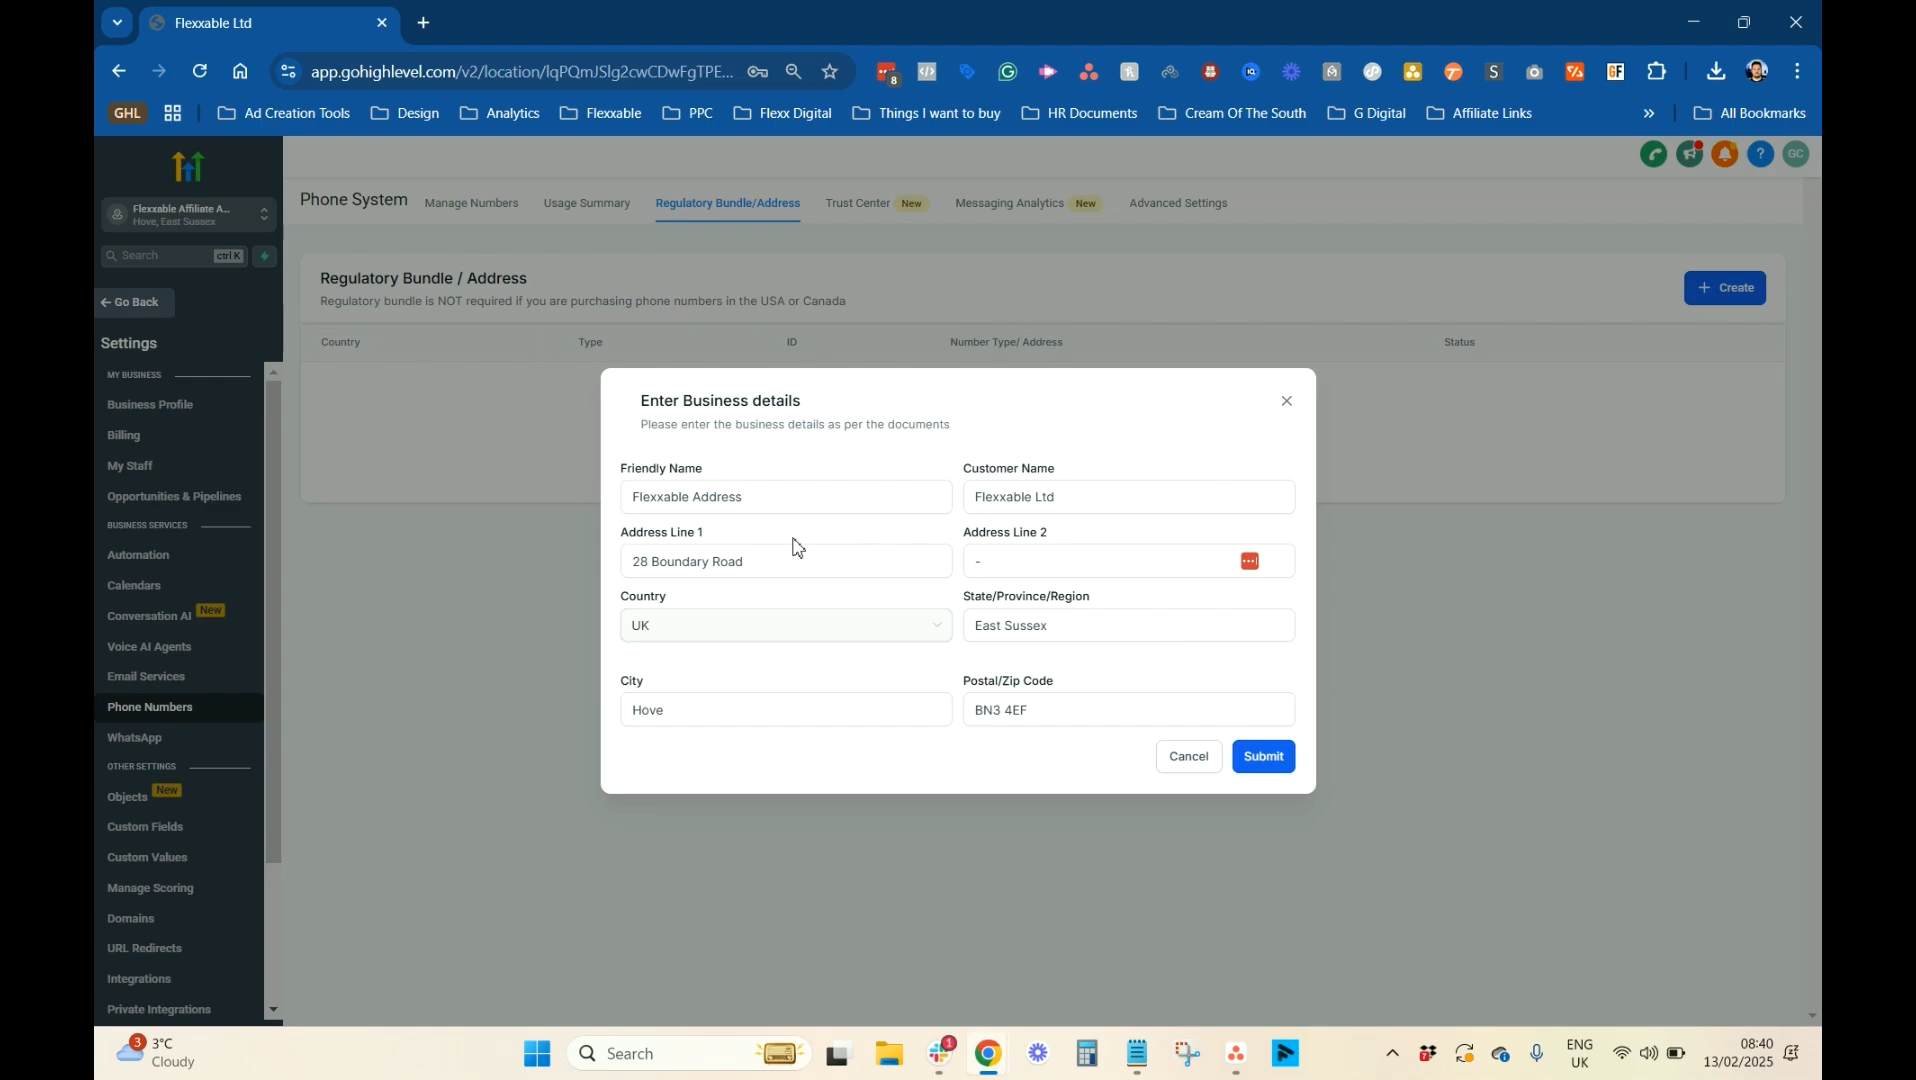 Flexxable Ltd
app.gohighlevel.com/v2/location/lqPQmJSlg2cwCDwFgTPE...
8
GHL
Ad Creation Tools
Design
Analytics
Flexxable
PPC
Flexx Digital
Things I want to buy
HR Documents
Cream Of The South
G Digital
Affiliate Links
»
All Bookmarks
Flexxable Affiliate A...
Hove, East Sussex
Search
ctrl K
Go Back
Settings
MY BUSINESS
Business Profile
Billing
My Staff
Opportunities & Pipelines
BUSINESS SERVICES
Automation
Calendars
Conversation AI New
Voice AI Agents
Email Services
Phone Numbers
WhatsApp
OTHER SETTINGS
Objects New
Custom Fields
Custom Values
Manage Scoring
Domains
URL Redirects
Integrations
Private Integrations
GC
Phone System
Manage Numbers
Usage Summary
Regulatory Bundle/Address
Trust Center New
Messaging Analytics New
Advanced Settings
Regulatory Bundle / Address
Regulatory bundle is NOT required if you are purchasing phone numbers in the USA or Canada
+ Create
Country
Type
ID
Number Type/ Address
Status
Enter Business details
Please enter the business details as per the documents
Friendly Name
Customer Name
Flexxable Address
Flexxable Ltd
Address Line 1
Address Line 2
28 Boundary Road
-
Country
State/Province/Region
UK
East Sussex
City
Postal/Zip Code
Hove
BN3 4EF
Cancel
Submit
3
3°C
Cloudy
Search
1
7
ENG
UK
08:40
13/02/2025